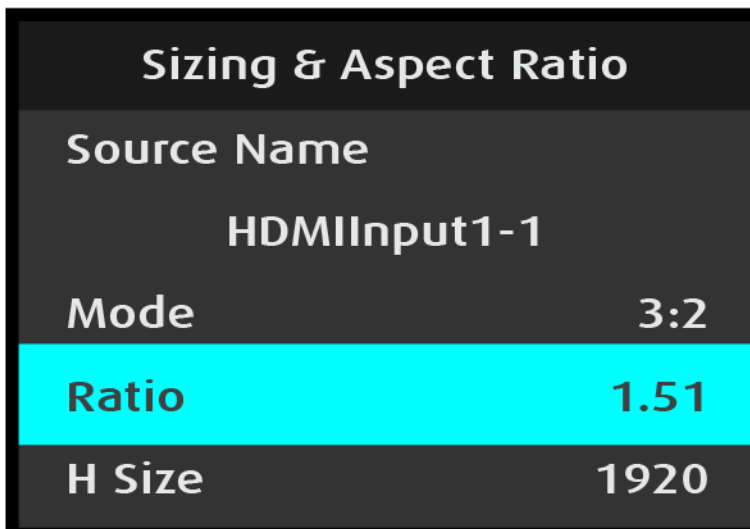 Sizing & Aspect Ratio
Source Name
HDMIInput1-1
Mode 3:2
Ratio 1.51
H Size 1920